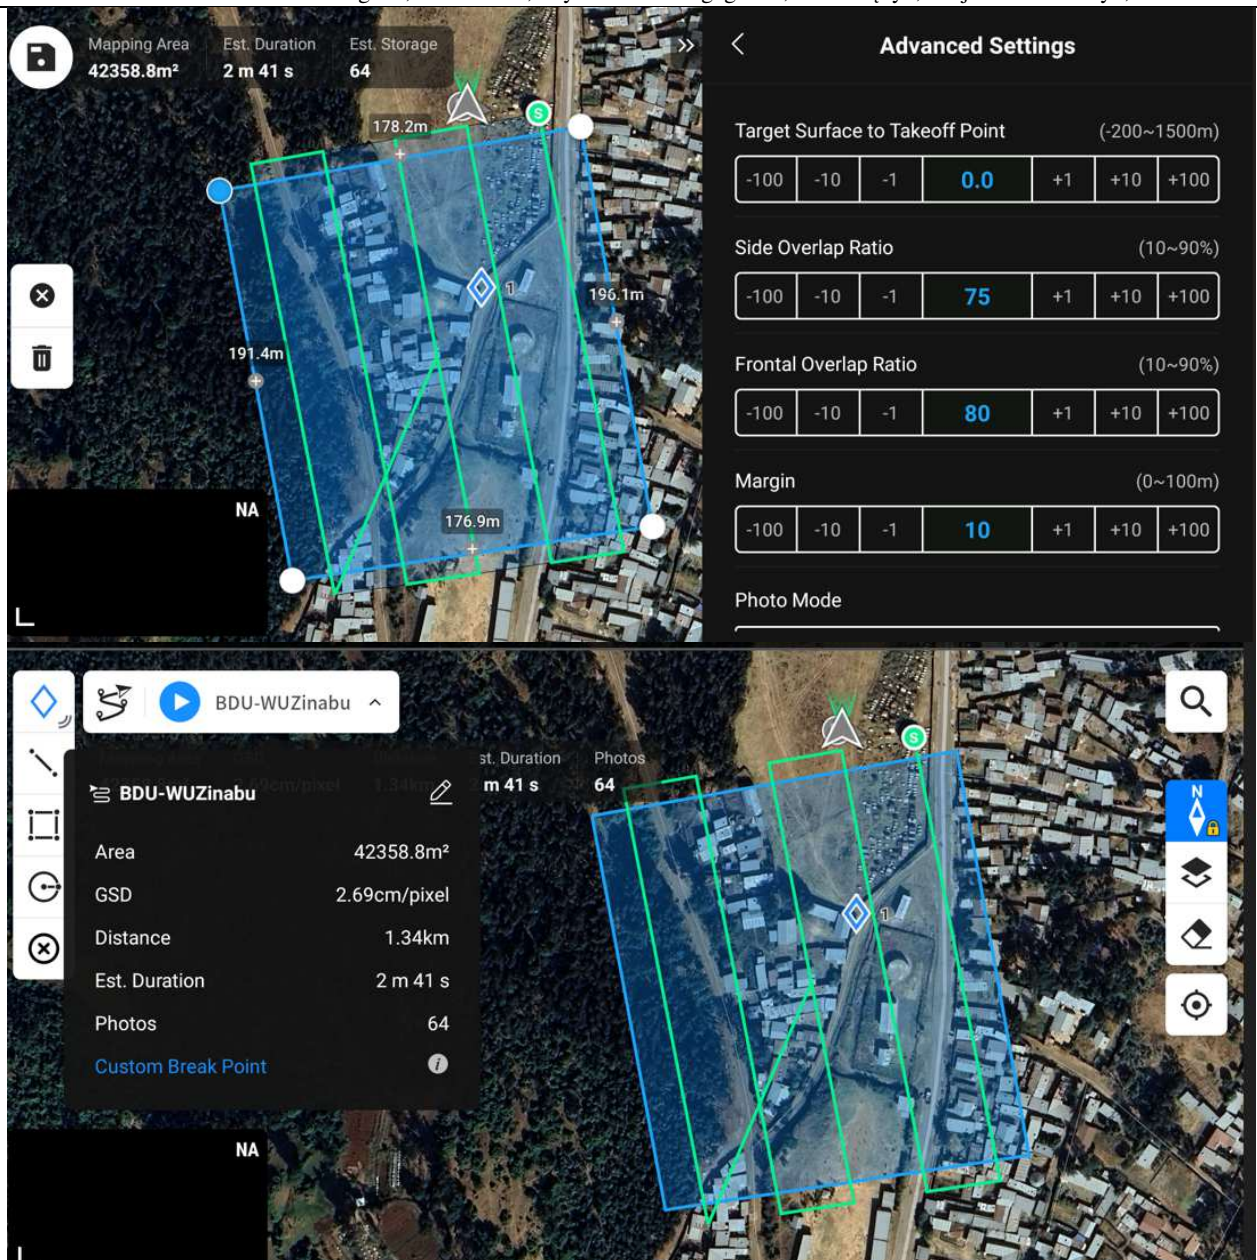 Mapping Area Est. Duration Est. Storage
42358.8m² 2 m 41 s 64
178.2m
S
1
196.1m
191.4m
176.9m
NA
Advanced Settings
Target Surface to Takeoff Point (-200~1500m)
-100 -10 -1 0.0 +1 +10 +100
Side Overlap Ratio (10~90%)
-100 -10 -1 75 +1 +10 +100
Frontal Overlap Ratio (10~90%)
-100 -10 -1 80 +1 +10 +100
Margin (0~100m)
-100 -10 -1 10 +1 +10 +100
Photo Mode
BDU-WUZinabu
st. Duration Photos
m 41 s 64
BDU-WUZinabu
Area 42358.8m²
GSD 2.69cm/pixel
Distance 1.34km
Est. Duration 2 m 41 s
Photos 64
Custom Break Point i
S
1
N
NA